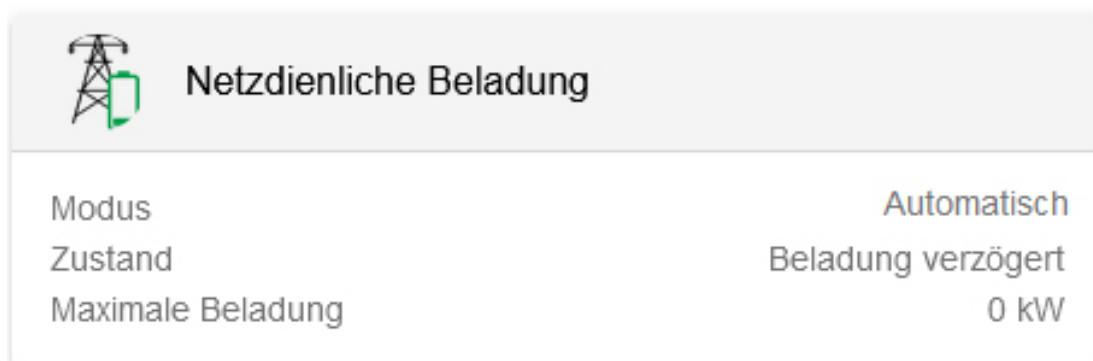 Netzdienliche Beladung
Modus Automatisch
Zustand Beladung verzögert
Maximale Beladung 0 kW